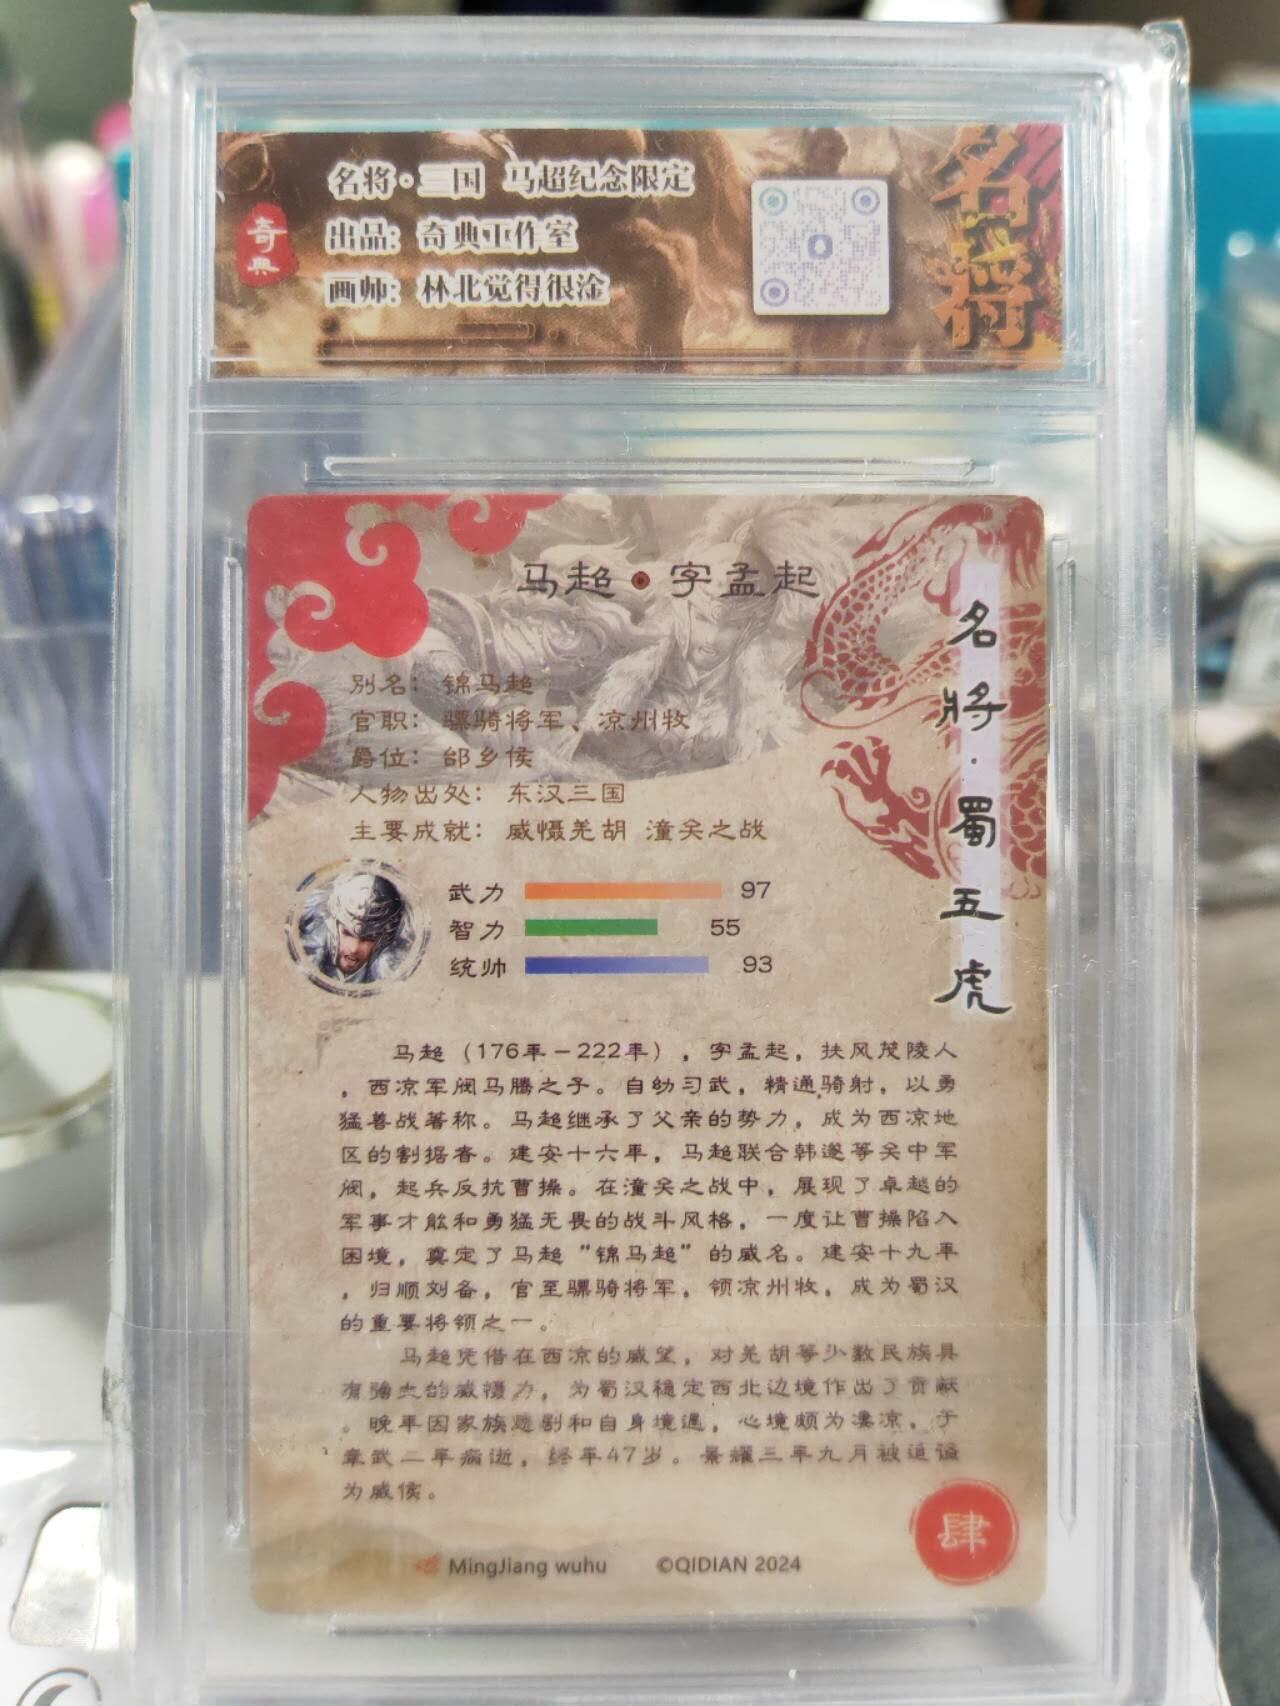 名将·三国 马超纪念限定
出品：奇典工作室
画师：林北觉得很淦
奇典
名将
马超·字孟起
别名：锦马超
官职：骠骑将军、凉州牧
爵位：邰乡侯
人物出处：东汉三国
主要成就：威慑羌胡 潼关之战
武力 97
智力 55
统帅 93
名将·蜀五虎
马超（176年－222年），字孟起，扶风茂陵人
，西凉军阀马腾之子。自幼习武，精通骑射，以勇
猛善战著称。马超继承了父亲的势力，成为西凉地
区的割据者。建安十六年，马超联合韩遂等关中军
阀，起兵反抗曹操。在潼关之战中，展现了卓越的
军事才能和勇猛无畏的战斗风格，一度让曹操陷入
困境，奠定了马超“锦马超”的威名。建安十九年
，归顺刘备，官至骠骑将军，领凉州牧，成为蜀汉
的重要将领之一。
马超凭借在西凉的威望，对羌胡等少数民族具
有强大的威慑力，为蜀汉稳定西北边境作出了贡献
。晚年因家族悲剧和自身境遇，心境颇为凄凉，于
章武二年病逝，终年47岁。景耀三年九月被追谥
为威侯。
肆
MingJiang wuhu ©QIDIAN 2024